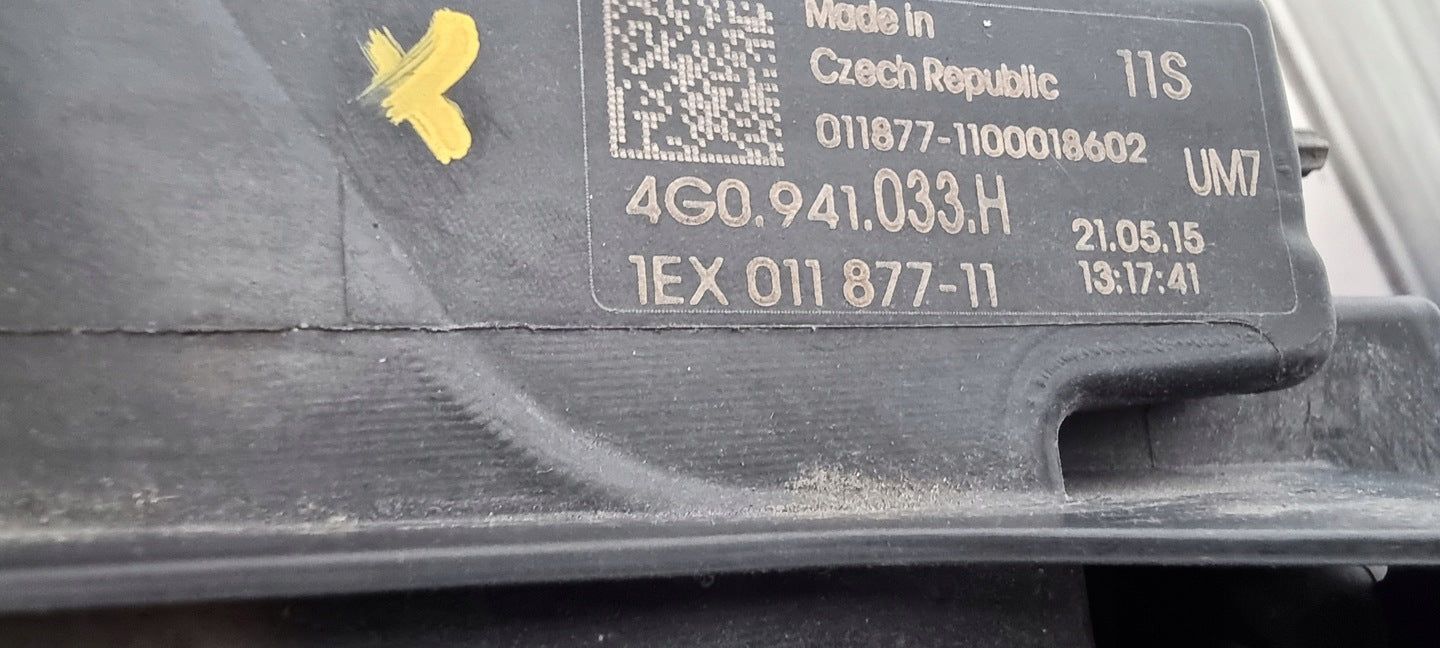 Made in
Czech Republic 11S
011877-1100018602
UM7
4G0.941.033.H
21.05.15
1EX 011 877-11
13:17:41